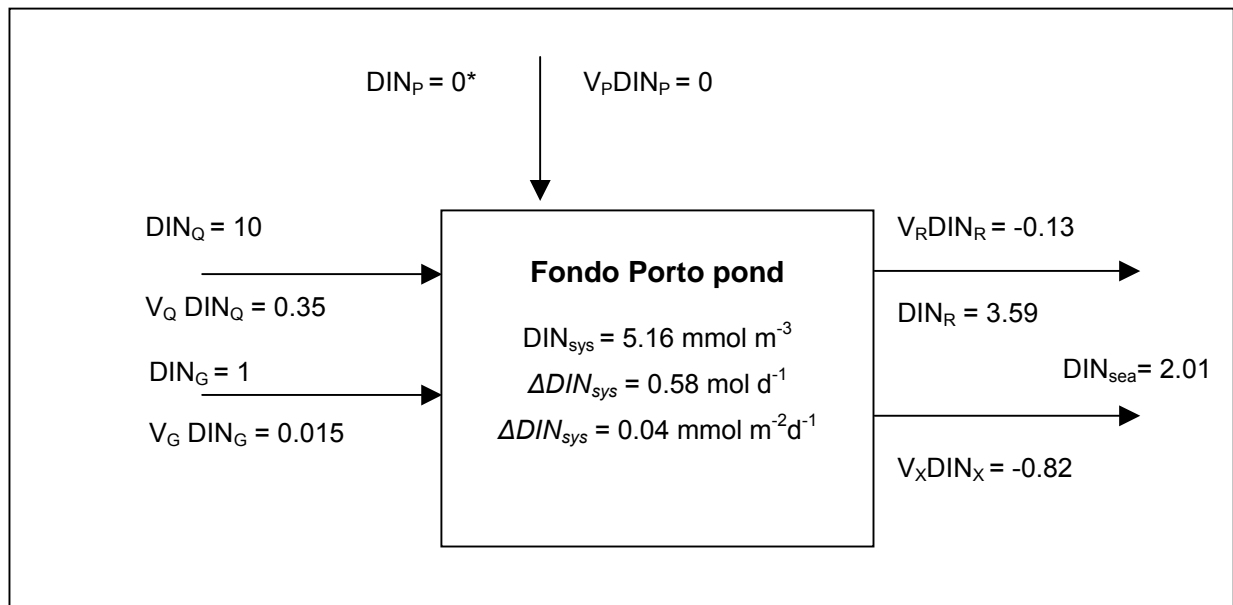 DIN_P = 0* V_PDIN_P = 0
DIN_Q = 10
V_Q DIN_Q = 0.35
DIN_G = 1
V_G DIN_G = 0.015
Fondo Porto pond
DIN_sys = 5.16 mmol m^-3
ΔDIN_sys = 0.58 mol d^-1
ΔDIN_sys = 0.04 mmol m^-2d^-1
V_RDIN_R = -0.13
DIN_R = 3.59
DIN_sea= 2.01
V_XDIN_X = -0.82